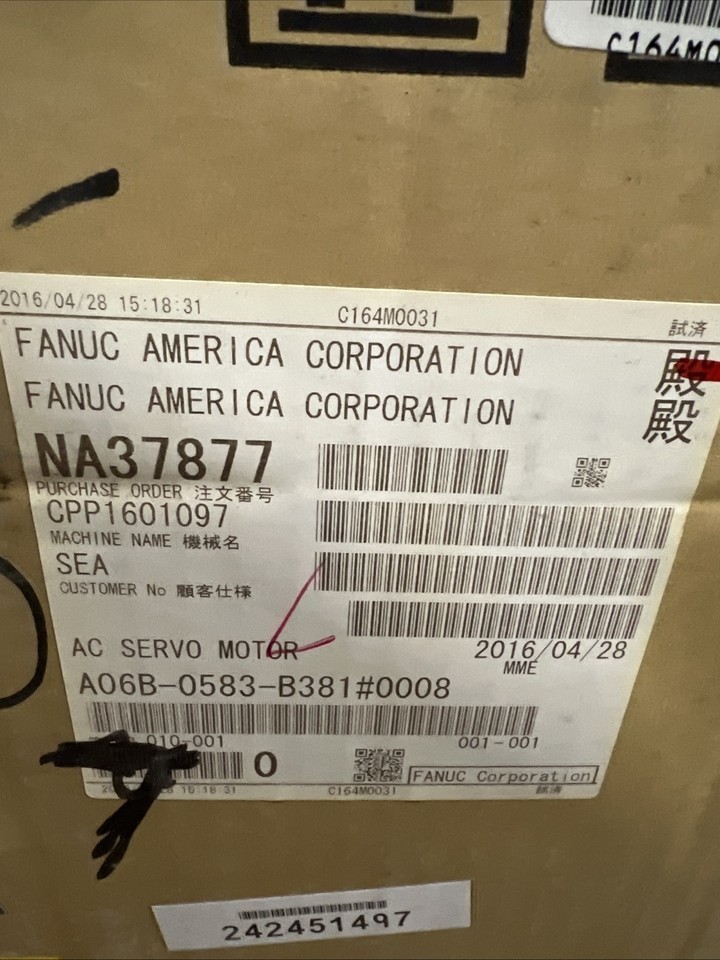 2016/04/28 15:18:31 C164M0031 試済
FANUC AMERICA CORPORATION 殿
FANUC AMERICA CORPORATION 殿
NA37877
PURCHASE ORDER 注文番号
CPP1601097
MACHINE NAME 機械名
SEA
CUSTOMER No 顧客仕様
AC SERVO MOTOR 2016/04/28
MME
A06B-0583-B381#0008
010-001 001-001
0 FANUC Corporation
15:18:31 C164M0031 試済
242451497